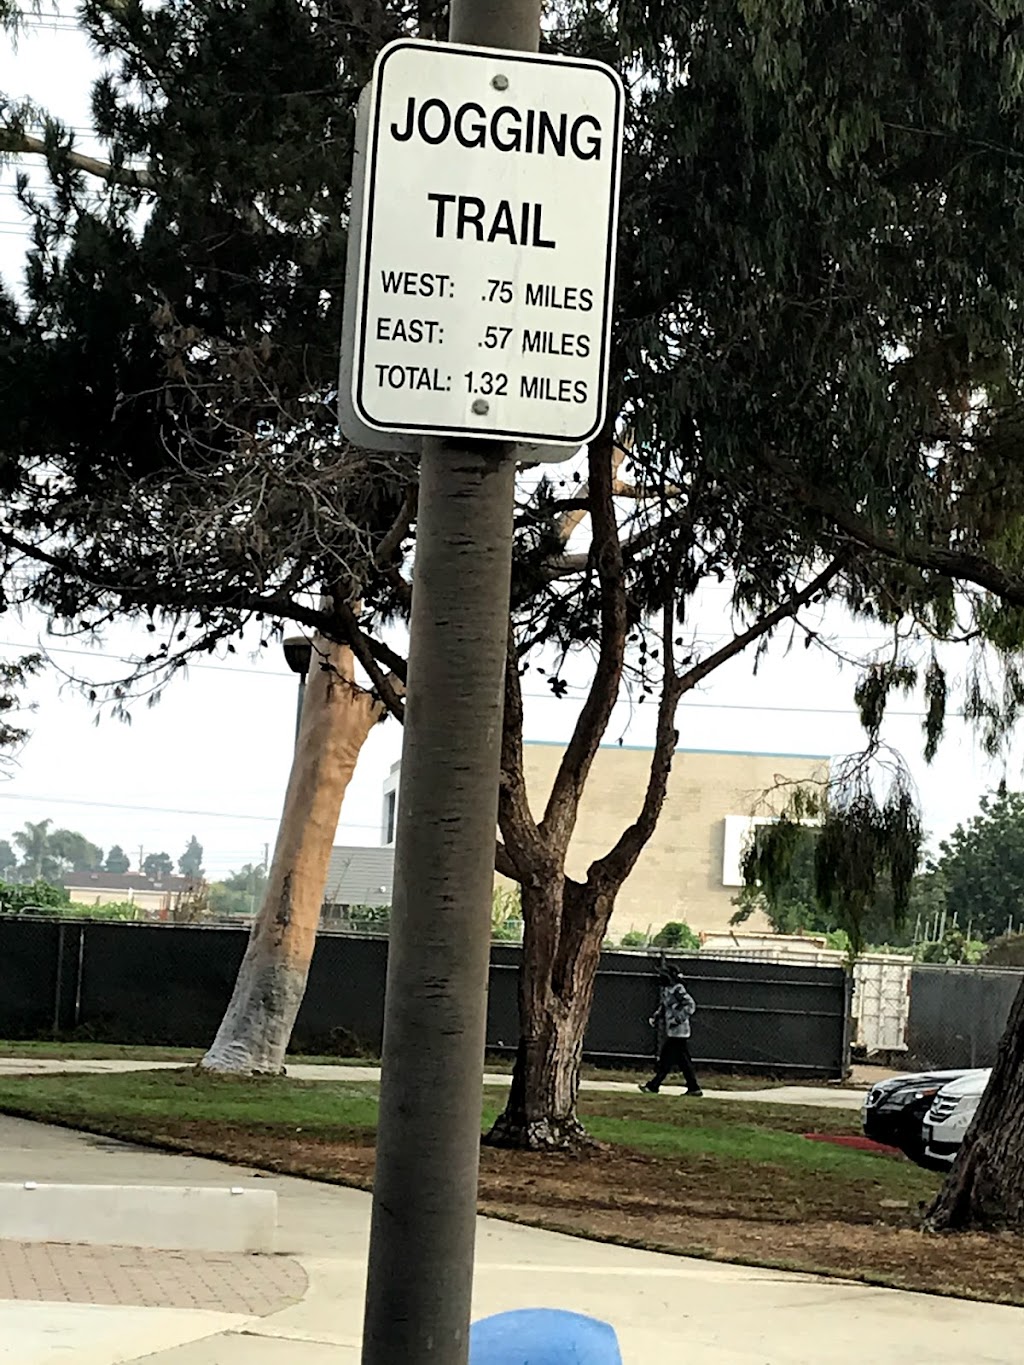 JOGGING
TRAIL
WEST: .75 MILES
EAST: .57 MILES
TOTAL: 1.32 MILES